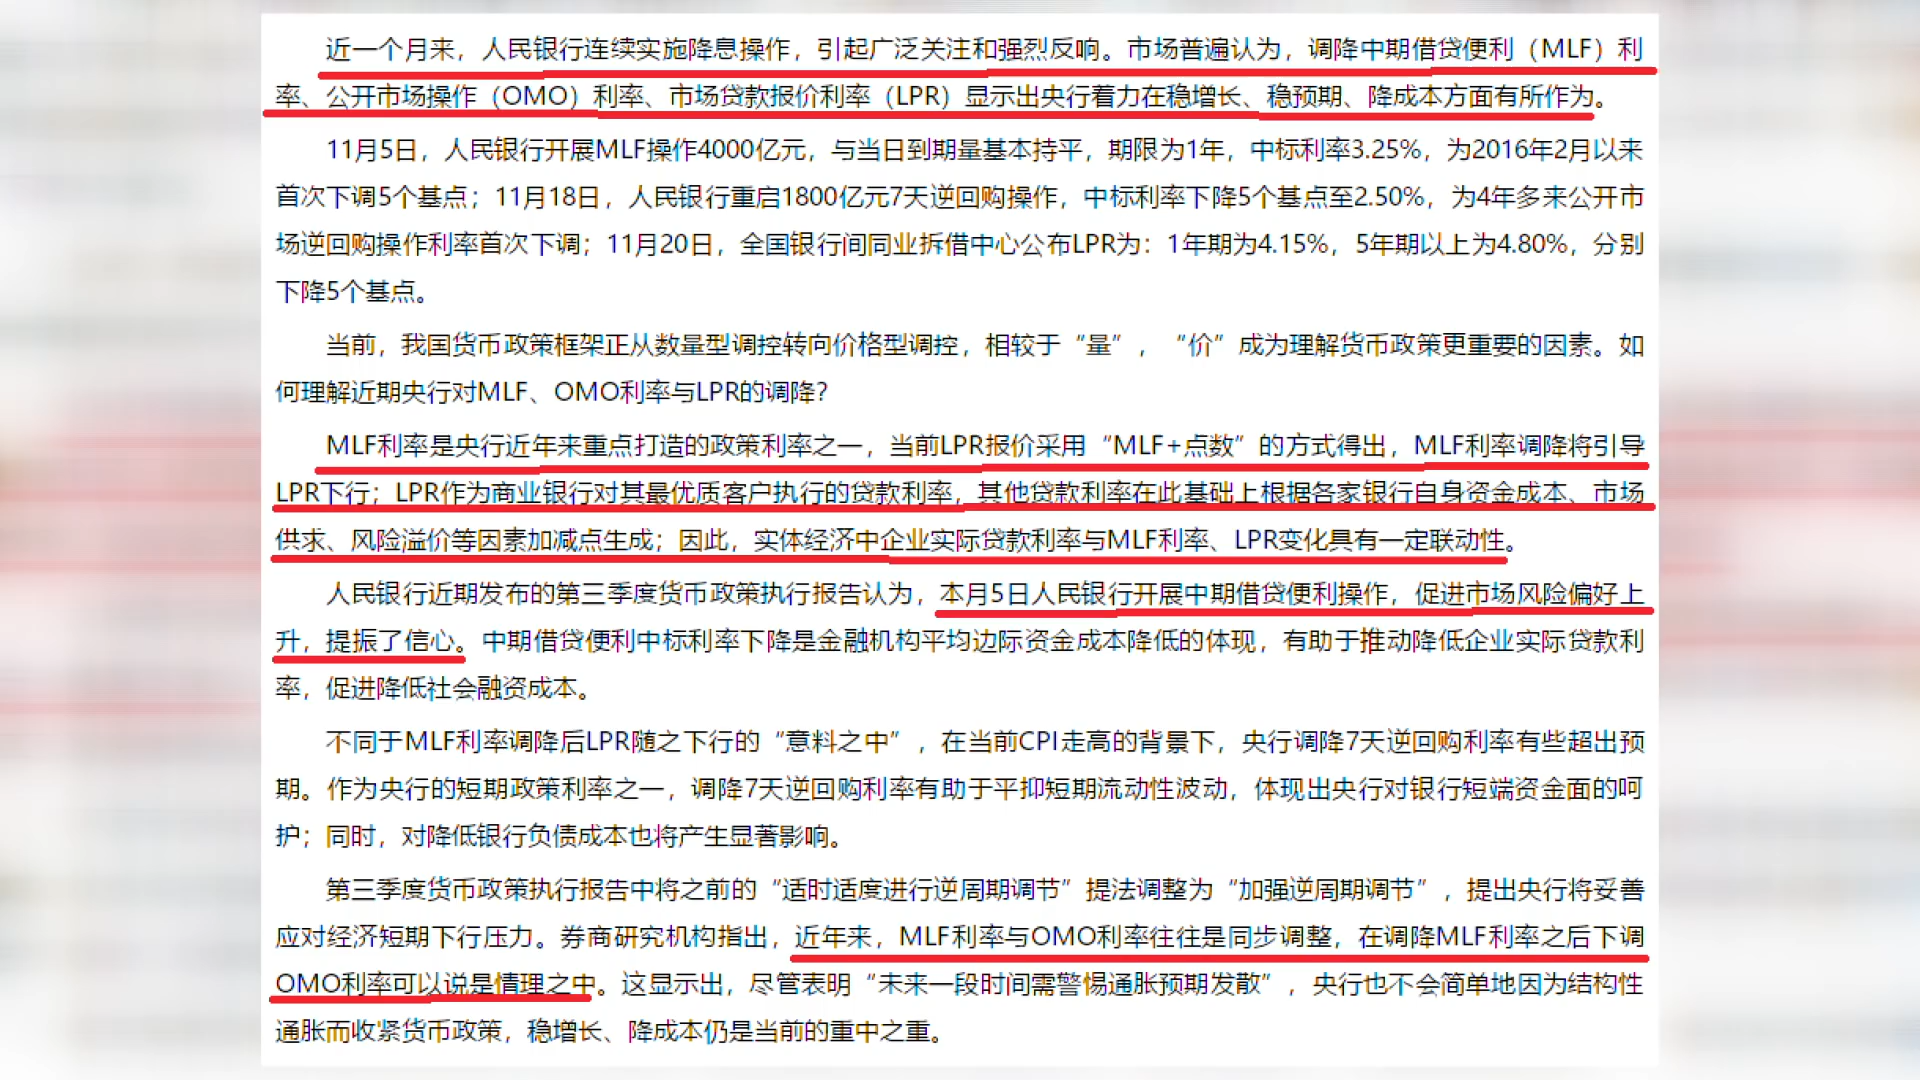 近一个月来，人民银行连续实施降息操作，引起广泛关注和强烈反响。市场普遍认为，调降中期借贷便利（MLF）利
率、公开市场操作（OMO）利率、市场贷款报价利率（LPR）显示出央行着力在稳增长、稳预期、降成本方面有所作为。
11月5日，人民银行开展MLF操作4000亿元，与当日到期量基本持平，期限为1年，中标利率3.25%，为2016年2月以来
首次下调5个基点；11月18日，人民银行重启1800亿元7天逆回购操作，中标利率下降5个基点至2.50%，为4年多来公开市
场逆回购操作利率首次下调；11月20日，全国银行间同业拆借中心公布LPR为：1年期为4.15%，5年期以上为4.80%，分别
下降5个基点。
当前，我国货币政策框架正从数量型调控转向价格型调控，相较于“量”，“价”成为理解货币政策更重要的因素。如
何理解近期央行对MLF、OMO利率与LPR的调降？
MLF利率是央行近年来重点打造的政策利率之一，当前LPR报价采用“MLF+点数”的方式得出，MLF利率调降将引导
LPR下行；LPR作为商业银行对其最优质客户执行的贷款利率，其他贷款利率在此基础上根据各家银行自身资金成本、市场
供求、风险溢价等因素加减点生成；因此，实体经济中企业实际贷款利率与MLF利率、LPR变化具有一定联动性。
人民银行近期发布的第三季度货币政策执行报告认为，本月5日人民银行开展中期借贷便利操作，促进市场风险偏好上
升，提振了信心。中期借贷便利中标利率下降是金融机构平均边际资金成本降低的体现，有助于推动降低企业实际贷款利
率，促进降低社会融资成本。
不同于MLF利率调降后LPR随之下行的“意料之中”，在当前CPI走高的背景下，央行调降7天逆回购利率有些超出预
期。作为央行的短期政策利率之一，调降7天逆回购利率有助于平抑短期流动性波动，体现出央行对银行短端资金面的呵
护；同时，对降低银行负债成本也将产生显著影响。
第三季度货币政策执行报告中将之前的“适时适度进行逆周期调节”提法调整为“加强逆周期调节”，提出央行将妥善
应对经济短期下行压力。券商研究机构指出，近年来，MLF利率与OMO利率往往是同步调整，在调降MLF利率之后下调
OMO利率可以说是情理之中。这显示出，尽管表明“未来一段时间需警惕通胀预期发散”，央行也不会简单地因为结构性
通胀而收紧货币政策，稳增长、降成本仍是当前的重中之重。